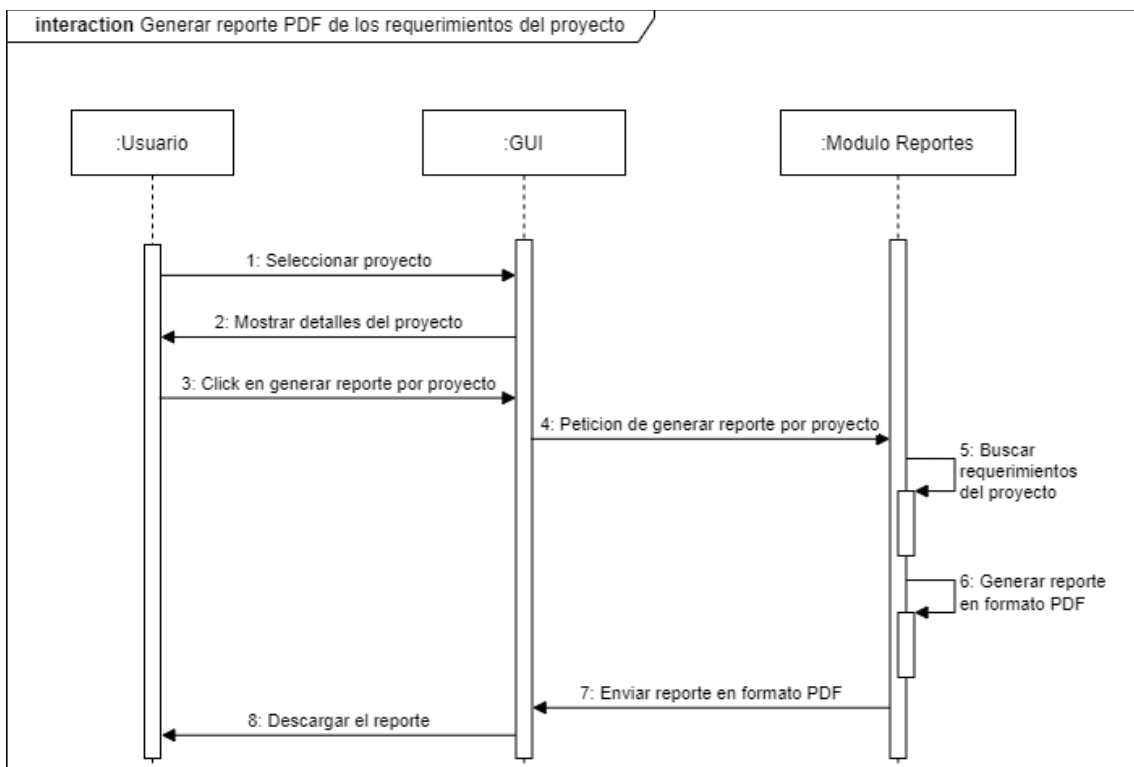 interaction Generar reporte PDF de los requerimientos del proyecto
:Usuario
:GUI
:Modulo Reportes
1: Seleccionar proyecto
2: Mostrar detalles del proyecto
3: Click en generar reporte por proyecto
4: Peticion de generar reporte por proyecto
5: Buscar
requerimientos
del proyecto
6: Generar reporte
en formato PDF
7: Enviar reporte en formato PDF
8: Descargar el reporte